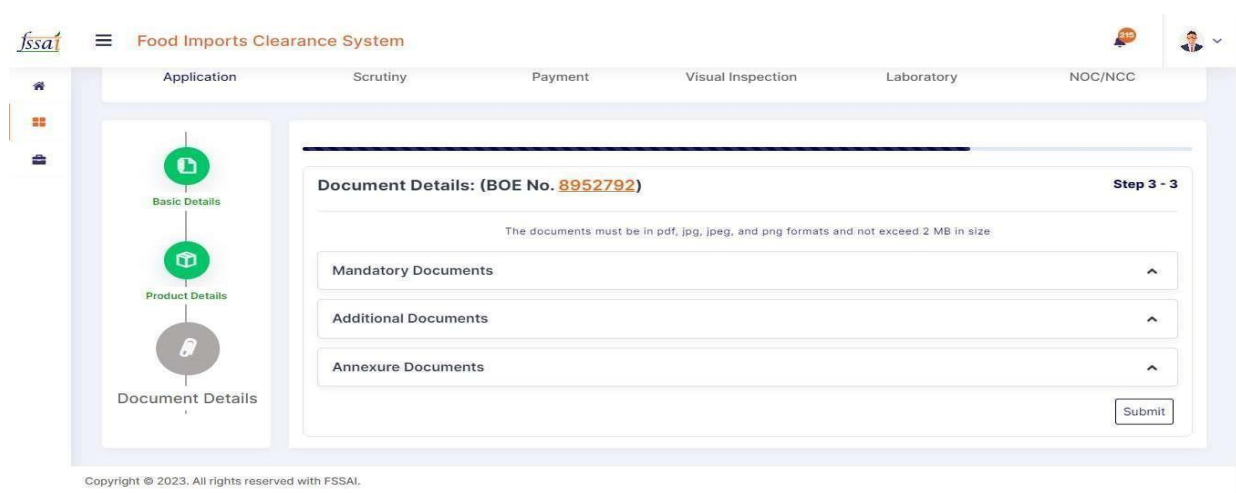 fssai Food Imports Clearance System 215
Application Scrutiny Payment Visual Inspection Laboratory NOC/NCC
Basic Details
Product Details
Document Details
Document Details: (BOE No. 8952792) Step 3 - 3
The documents must be in pdf, jpg, jpeg, and png formats and not exceed 2 MB in size
Mandatory Documents
Additional Documents
Annexure Documents
Submit
Copyright © 2023. All rights reserved with FSSAI.